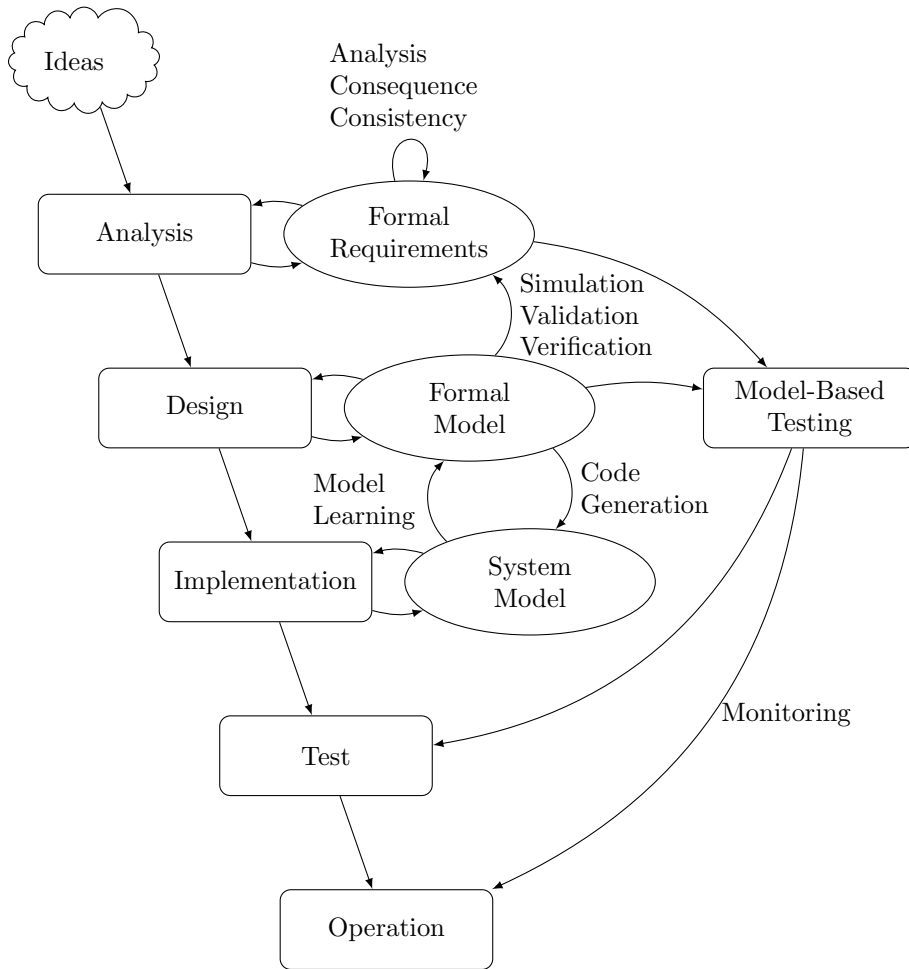 Ideas
Analysis
Consequence
Consistency
Analysis
Formal
Requirements
Simulation
Validation
Verification
Design
Formal
Model
Model-Based
Testing
Model
Learning
Code
Generation
Implementation
System
Model
Monitoring
Test
Operation